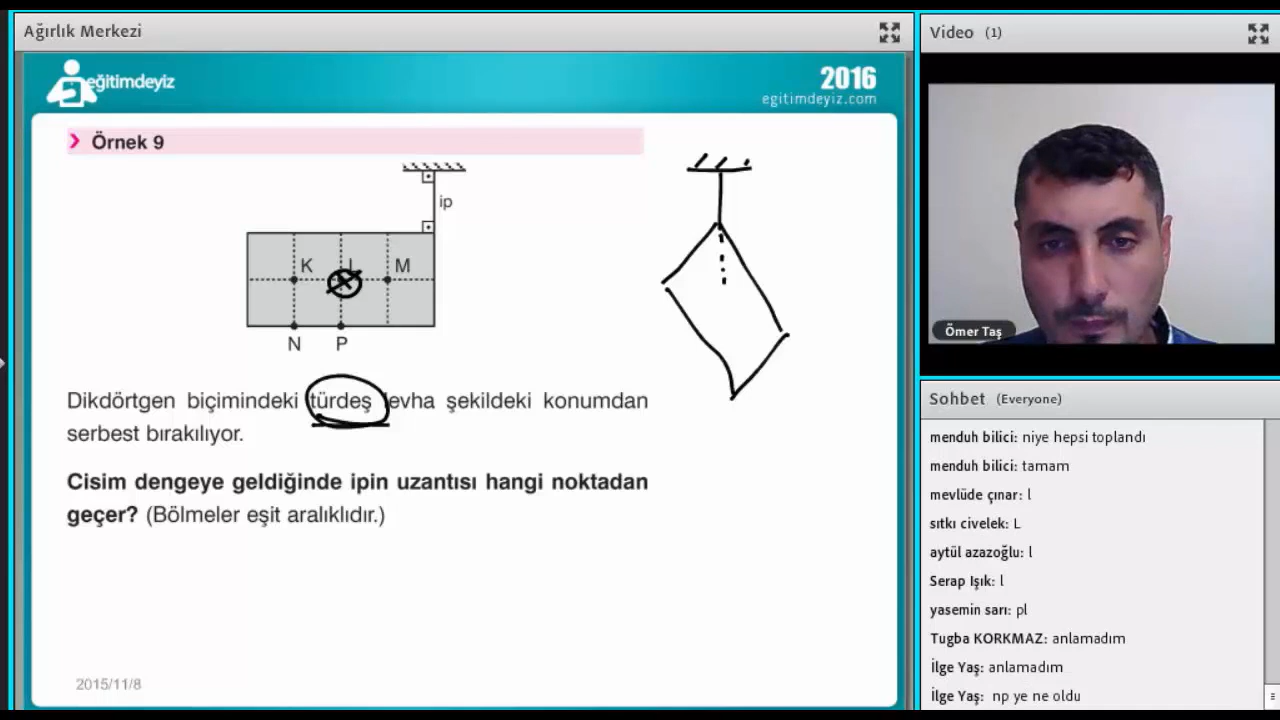 Ağırlık Merkezi
eğitimdeyiz
2016
egitimdeyiz.com
Örnek 9
ip
K L M
N P
Dikdörtgen biçimindeki türdeş levha şekildeki konumdan
serbest bırakılıyor.
Cisim dengeye geldiğinde ipin uzantısı hangi noktadan
geçer? (Bölmeler eşit aralıklıdır.)
2015/11/8
Video (1)
Ömer Taş
Sohbet (Everyone)
menduh bilici: niye hepsi toplandı
menduh bilici: tamam
mevlüde çınar: l
sıtkı civelek: L
aytül azazoğlu: l
Serap Işık: l
yasemin sarı: pl
Tugba KORKMAZ: anlamadım
İlge Yaş: anlamadım
İlge Yaş: np ye ne oldu